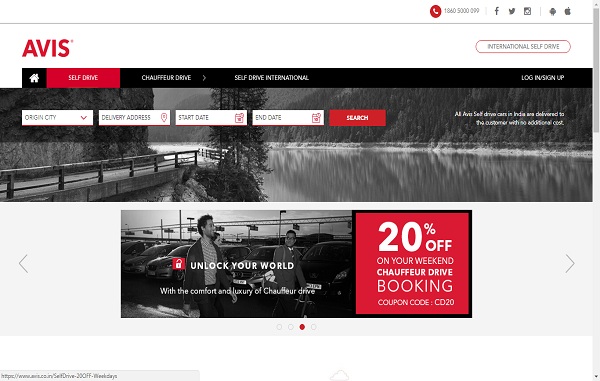 1860 5000 099
AVIS
INTERNATIONAL SELF DRIVE
SELF DRIVE
CHAUFFEUR DRIVE
SELF DRIVE INTERNATIONAL
LOG IN/SIGN UP
ORIGIN CITY
DELIVERY ADDRESS
START DATE
END DATE
SEARCH
All Avis Self drive cars in India are delivered to
the customer with no additional cost.
UNLOCK YOUR WORLD
With the comfort and luxury of Chauffeur drive
20% OFF
ON YOUR WEEKEND
CHAUFFEUR DRIVE
BOOKING
COUPON CODE : CD20
https://www.avis.co.in/SelfDrive-20OFF-Weekdays